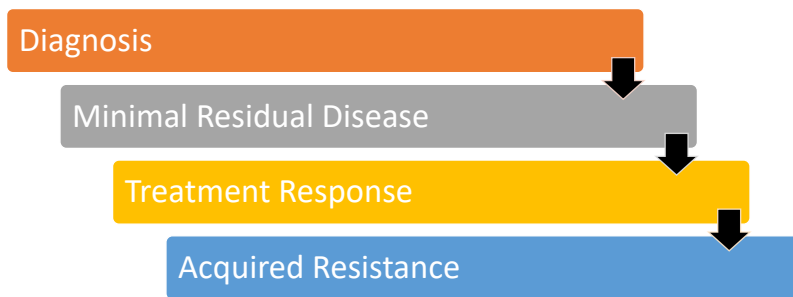 Diagnosis
Minimal Residual Disease
Treatment Response
Acquired Resistance